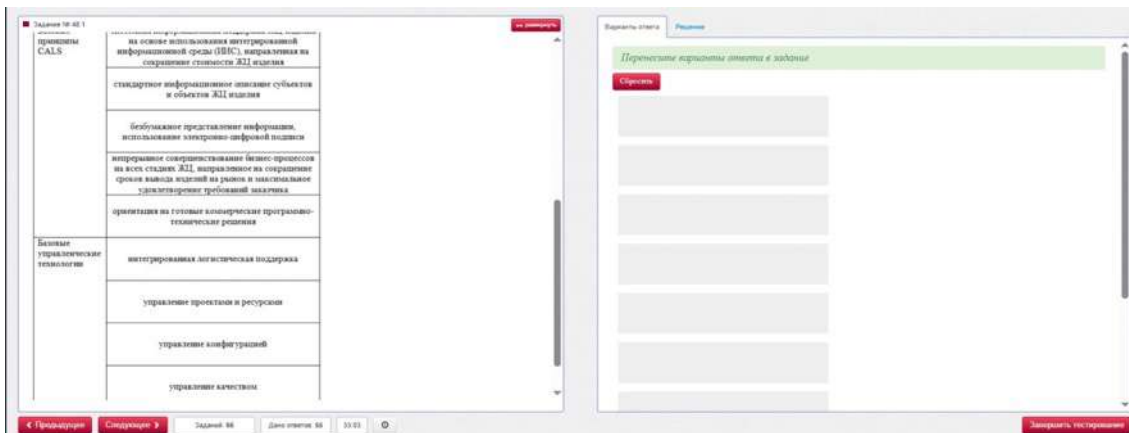 Задание № 48.1
развернуть
принципы
CALS
на основе использования интегрированной
информационной среды (ИИС), направленная на
сокращение стоимости ЖЦ изделия
стандартное информационное описание субъектов
и объектов ЖЦ изделия
безбумажное представление информации,
использование электронно-цифровой подписи
непрерывное совершенствование бизнес-процессов
на всех стадиях ЖЦ, направленное на сокращение
сроков вывода изделий на рынок и максимальное
удовлетворение требований заказчика
ориентация на готовые коммерческие программно-
технические решения
Базовые
управленческие
технологии
интегрированная логистическая поддержка
управление проектами и ресурсами
управление конфигурацией
управление качеством
Предыдущее
Следующее
Заданий:
Дано ответов:
Варианты ответа
Решение
Перенесите варианты ответа в задание
Сбросить
Завершить тестирование